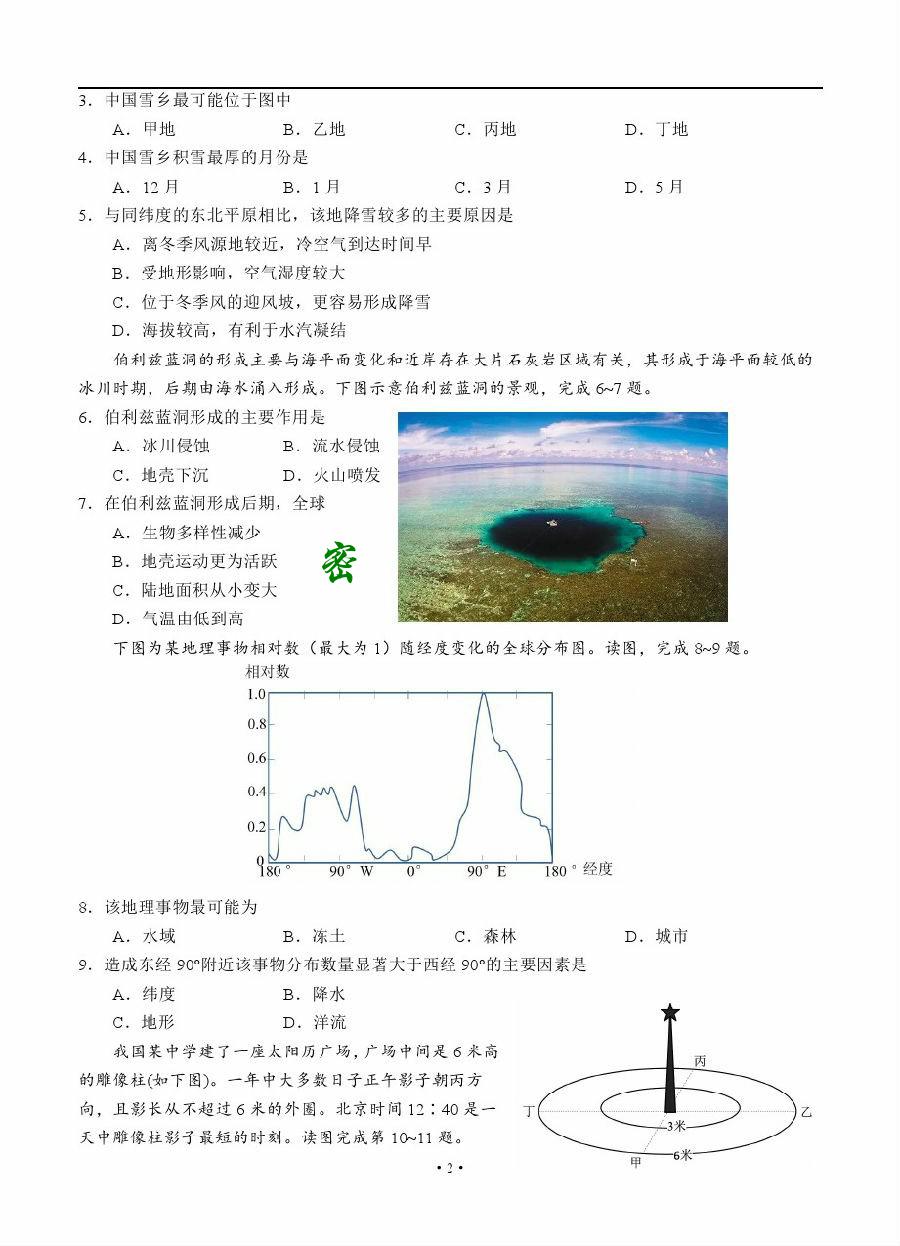 3．中国雪乡最可能位于图中
A．甲地 B．乙地 C．丙地 D．丁地
4．中国雪乡积雪最厚的月份是
A．12月 B．1月 C．3月 D．5月
5．与同纬度的东北平原相比，该地降雪较多的主要原因是
A．离冬季风源地较近，冷空气到达时间早
B．受地形影响，空气湿度较大
C．位于冬季风的迎风坡，更容易形成降雪
D．海拔较高，有利于水汽凝结
伯利兹蓝洞的形成主要与海平面变化和近岸存在大片石灰岩区域有关，其形成于海平面较低的
冰川时期，后期由海水涌入形成。下图示意伯利兹蓝洞的景观，完成6~7题。
6．伯利兹蓝洞形成的主要作用是
A．冰川侵蚀 B．流水侵蚀
C．地壳下沉 D．火山喷发
7．在伯利兹蓝洞形成后期，全球
A．生物多样性减少
B．地壳运动更为活跃
C．陆地面积从小变大
D．气温由低到高
密
下图为某地理事物相对数（最大为1）随经度变化的全球分布图。读图，完成8~9题。
相对数
1.0
0.8
0.6
0.4
0.2
0
180° 90°W 0° 90°E 180° 经度
8．该地理事物最可能为
A．水域 B．冻土 C．森林 D．城市
9．造成东经90°附近该事物分布数量显著大于西经90°的主要因素是
A．纬度 B．降水
C．地形 D．洋流
我国某中学建了一座太阳历广场，广场中间是6米高
的雕像柱(如下图)。一年中大多数日子正午影子朝丙方
向，且影长从不超过6米的外圈。北京时间12∶40是一
天中雕像柱影子最短的时刻。读图完成第10~11题。
丙
丁 乙
3米
6米
甲
·2·